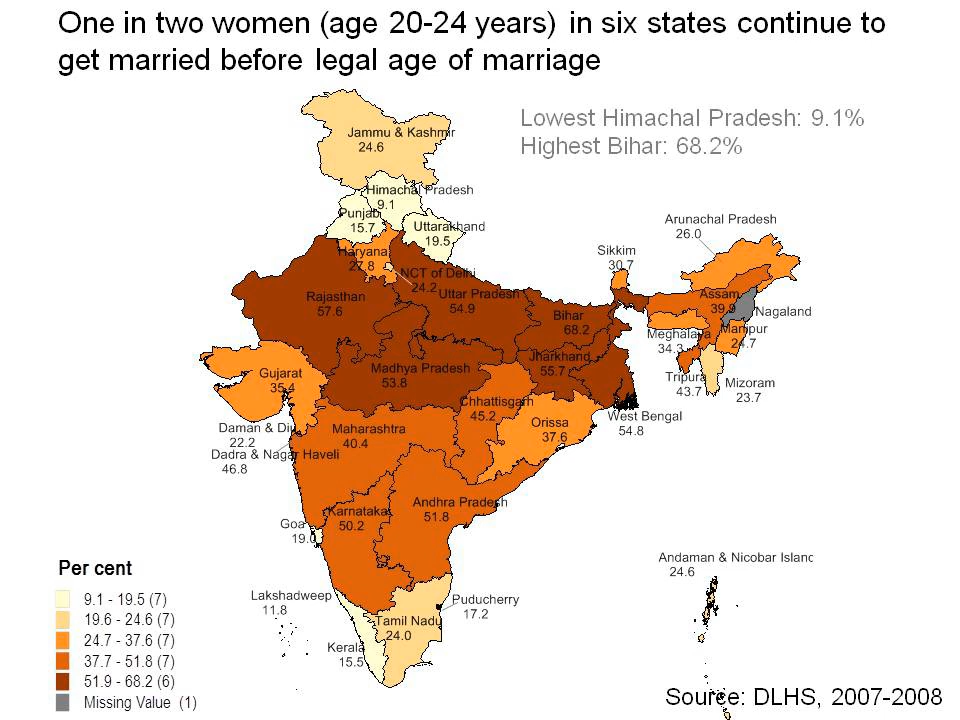 One in two women (age 20-24 years) in six states continue to
get married before legal age of marriage
Lowest Himachal Pradesh: 9.1%
Highest Bihar: 68.2%
Jammu & Kashmir
24.6
Himachal Pradesh
9.1
Punjab
15.7
Uttarakhand
19.5
Haryana
27.8
NCT of Delhi
24.2
Rajasthan
57.6
Uttar Pradesh
54.9
Bihar
68.2
Sikkim
30.7
Arunachal Pradesh
26.0
Assam
39.9
Nagaland
Meghalaya
34.3
Manipur
24.7
Tripura
43.7
Mizoram
23.7
West Bengal
54.8
Jharkhand
55.7
Madhya Pradesh
53.8
Gujarat
35.4
Chhattisgarh
45.2
Orissa
37.6
Daman & Diu
22.2
Dadra & Nagar Haveli
46.8
Maharashtra
40.4
Andhra Pradesh
51.8
Karnataka
50.2
Goa
19.0
Lakshadweep
11.8
Puducherry
17.2
Tamil Nadu
24.0
Kerala
15.5
Andaman & Nicobar Islanc
24.6
Per cent
9.1 - 19.5 (7)
19.6 - 24.6 (7)
24.7 - 37.6 (7)
37.7 - 51.8 (7)
51.9 - 68.2 (6)
Missing Value (1)
Source: DLHS, 2007-2008